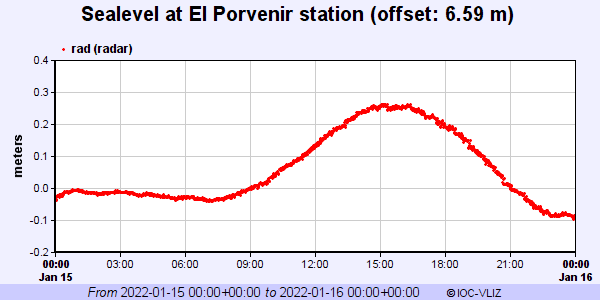 Sealevel at El Porvenir station (offset: 6.59 m)
rad (radar)
meters
0.4
0.3
0.2
0.1
0.0
-0.1
-0.2
00:00 03:00 06:00 09:00 12:00 15:00 18:00 21:00 00:00
Jan 15 Jan 16
From 2022-01-15 00:00+00:00 to 2022-01-16 00:00+00:00 © IOC-VLIZ